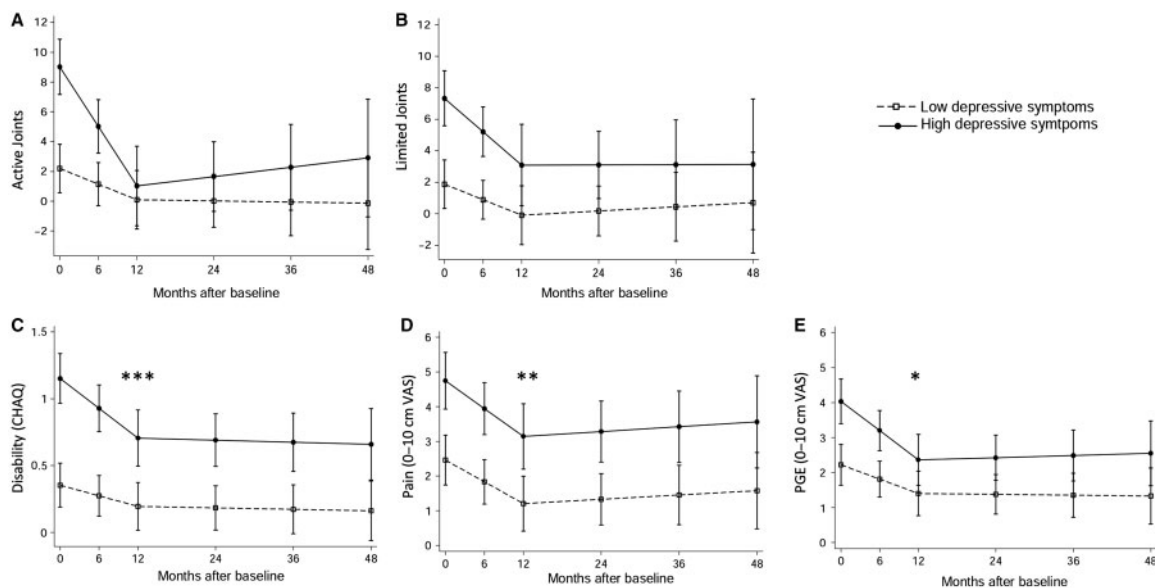 A
12
10
8
6
4
2
0
−2
Active Joints
0 6 12 24 36 48
Months after baseline
B
12
10
8
6
4
2
0
−2
Limited Joints
0 6 12 24 36 48
Months after baseline
Low depressive symptoms
High depressive symtpoms
C
1.5
1
0.5
0
Disability (CHAQ)
***
0 6 12 24 36 48
Months after baseline
D
6
5
4
3
2
1
0
Pain (0–10 cm VAS)
**
0 6 12 24 36 48
Months after baseline
E
6
5
4
3
2
1
0
PGE (0–10 cm VAS)
*
0 6 12 24 36 48
Months after baseline